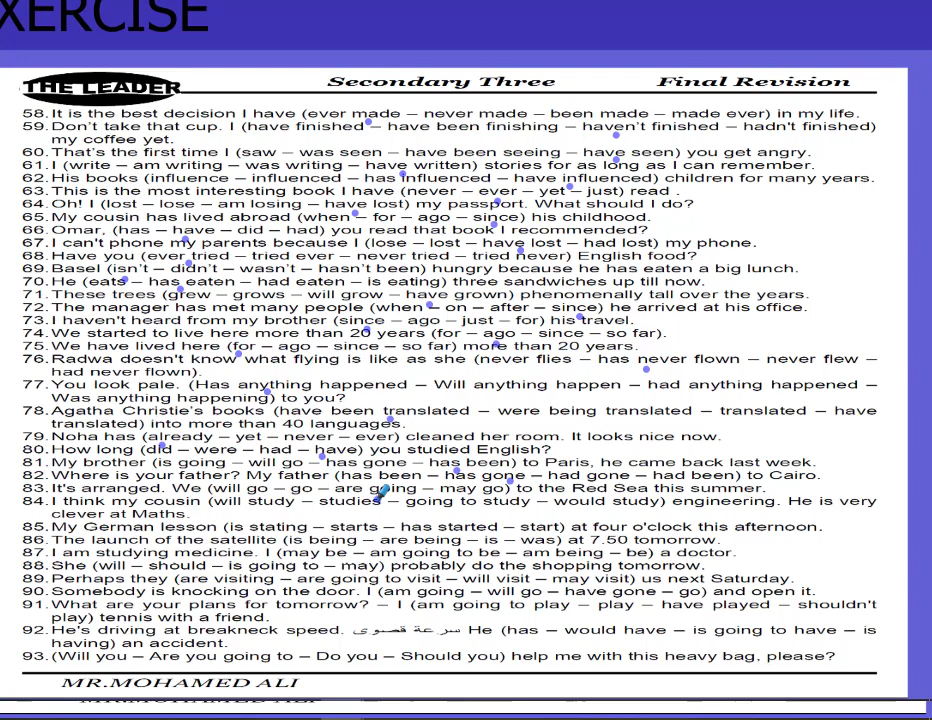 XERCISE
THE LEADER Secondary Three Final Revision
58. It is the best decision I have (ever made – never made – been made – made ever) in my life.
59. Don't take that cup. I (have finished – have been finishing – haven't finished – hadn't finished)
my coffee yet.
60. That's the first time I (saw – was seen – have been seeing – have seen) you get angry.
61. I (write – am writing – was writing – have written) stories for as long as I can remember.
62. His books (influence – influenced – has influenced – have influenced) children for many years.
63. This is the most interesting book I have (never – ever – yet – just) read .
64. Oh! I (lost – lose – am losing – have lost) my passport. What should I do?
65. My cousin has lived abroad (when – for – ago – since) his childhood.
66. Omar, (has – have – did – had) you read that book I recommended?
67. I can't phone my parents because I (lose – lost – have lost – had lost) my phone.
68. Have you (ever tried – tried ever – never tried – tried never) English food?
69. Basel (isn't – didn't – wasn't – hasn't been) hungry because he has eaten a big lunch.
70. He (eats – has eaten – had eaten – is eating) three sandwiches up till now.
71. These trees (grew – grows – will grow – have grown) phenomenally tall over the years.
72. The manager has met many people (when – on – after – since) he arrived at his office.
73. I haven't heard from my brother (since – ago – just – for) his travel.
74. We started to live here more than 20 years (for – ago – since – so far).
75. We have lived here (for – ago – since – so far) more than 20 years.
76. Radwa doesn't know what flying is like as she (never flies – has never flown – never flew –
had never flown).
77. You look pale. (Has anything happened – Will anything happen – had anything happened –
Was anything happening) to you?
78. Agatha Christie's books (have been translated – were being translated – translated – have
translated) into more than 40 languages.
79. Noha has (already – yet – never – ever) cleaned her room. It looks nice now.
80. How long (did – were – had – have) you studied English?
81. My brother (is going – will go – has gone – has been) to Paris, he came back last week.
82. Where is your father? My father (has been – has gone – had gone – had been) to Cairo.
83. It's arranged. We (will go – go – are going – may go) to the Red Sea this summer.
84. I think my cousin (will study – studies – going to study – would study) engineering. He is very
clever at Maths.
85. My German lesson (is stating – starts – has started – start) at four o'clock this afternoon.
86. The launch of the satellite (is being – are being – is – was) at 7.50 tomorrow.
87. I am studying medicine. I (may be – am going to be – am being – be) a doctor.
88. She (will – should – is going to – may) probably do the shopping tomorrow.
89. Perhaps they (are visiting – are going to visit – will visit – may visit) us next Saturday.
90. Somebody is knocking on the door. I (am going – will go – have gone – go) and open it.
91. What are your plans for tomorrow? – I (am going to play – play – have played – shouldn't
play) tennis with a friend.
92. He's driving at breakneck speed. سرعة قصوى He (has – would have – is going to have – is
having) an accident.
93. (Will you – Are you going to – Do you – Should you) help me with this heavy bag, please?
MR.MOHAMED ALI